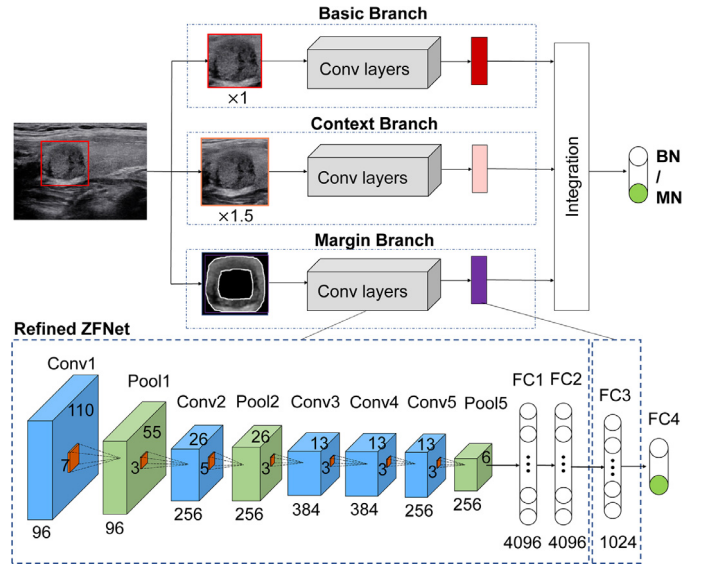 Basic Branch
Conv layers
×1
Context Branch
Conv layers
×1.5
Margin Branch
Conv layers
Integration
BN
/
MN
Refined ZFNet
Conv1
Pool1
Conv2
Pool2
Conv3
Conv4
Conv5
Pool5
FC1
FC2
FC3
FC4
110
55
26
26
13
13
13
6
7
3
5
3
3
3
3
96
96
256
256
384
384
256
256
4096
4096
1024